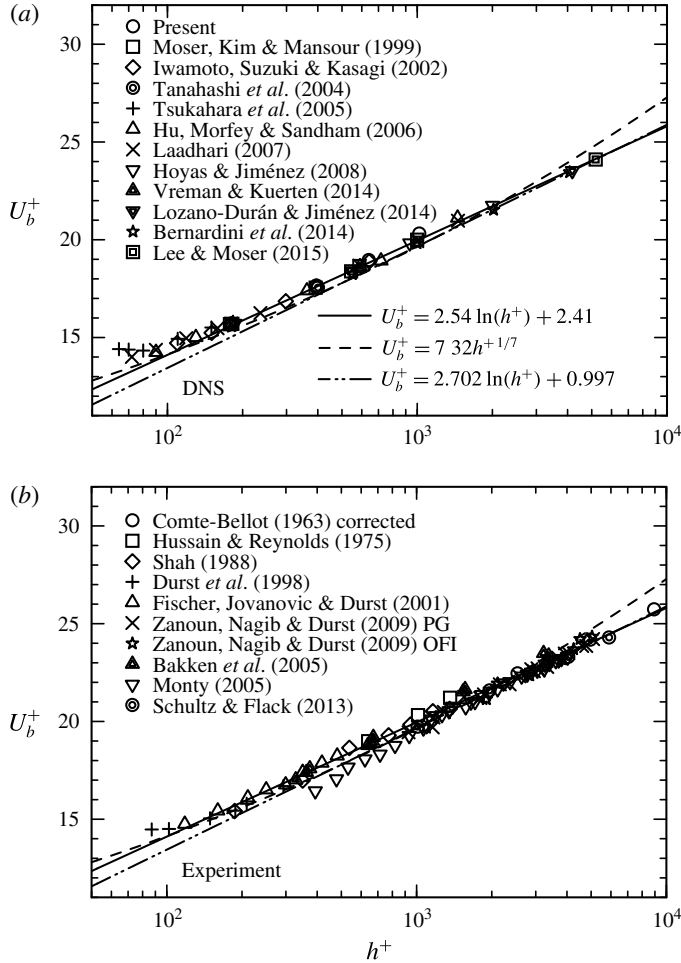 (a)
30
25
20
15
U_b^+
Present
Moser, Kim & Mansour (1999)
Iwamoto, Suzuki & Kasagi (2002)
Tanahashi et al. (2004)
Tsukahara et al. (2005)
Hu, Morfey & Sandham (2006)
Laadhari (2007)
Hoyas & Jiménez (2008)
Vreman & Kuerten (2014)
Lozano-Durán & Jiménez (2014)
Bernardini et al. (2014)
Lee & Moser (2015)
U_b^+ = 2.54 ln(h^+) + 2.41
U_b^+ = 7 32h^{+1/7}
U_b^+ = 2.702 ln(h^+) + 0.997
DNS
10^2 10^3 10^4
(b)
30
25
20
15
U_b^+
Comte-Bellot (1963) corrected
Hussain & Reynolds (1975)
Shah (1988)
Durst et al. (1998)
Fischer, Jovanovic & Durst (2001)
Zanoun, Nagib & Durst (2009) PG
Zanoun, Nagib & Durst (2009) OFI
Bakken et al. (2005)
Monty (2005)
Schultz & Flack (2013)
Experiment
10^2 10^3 10^4
h^+